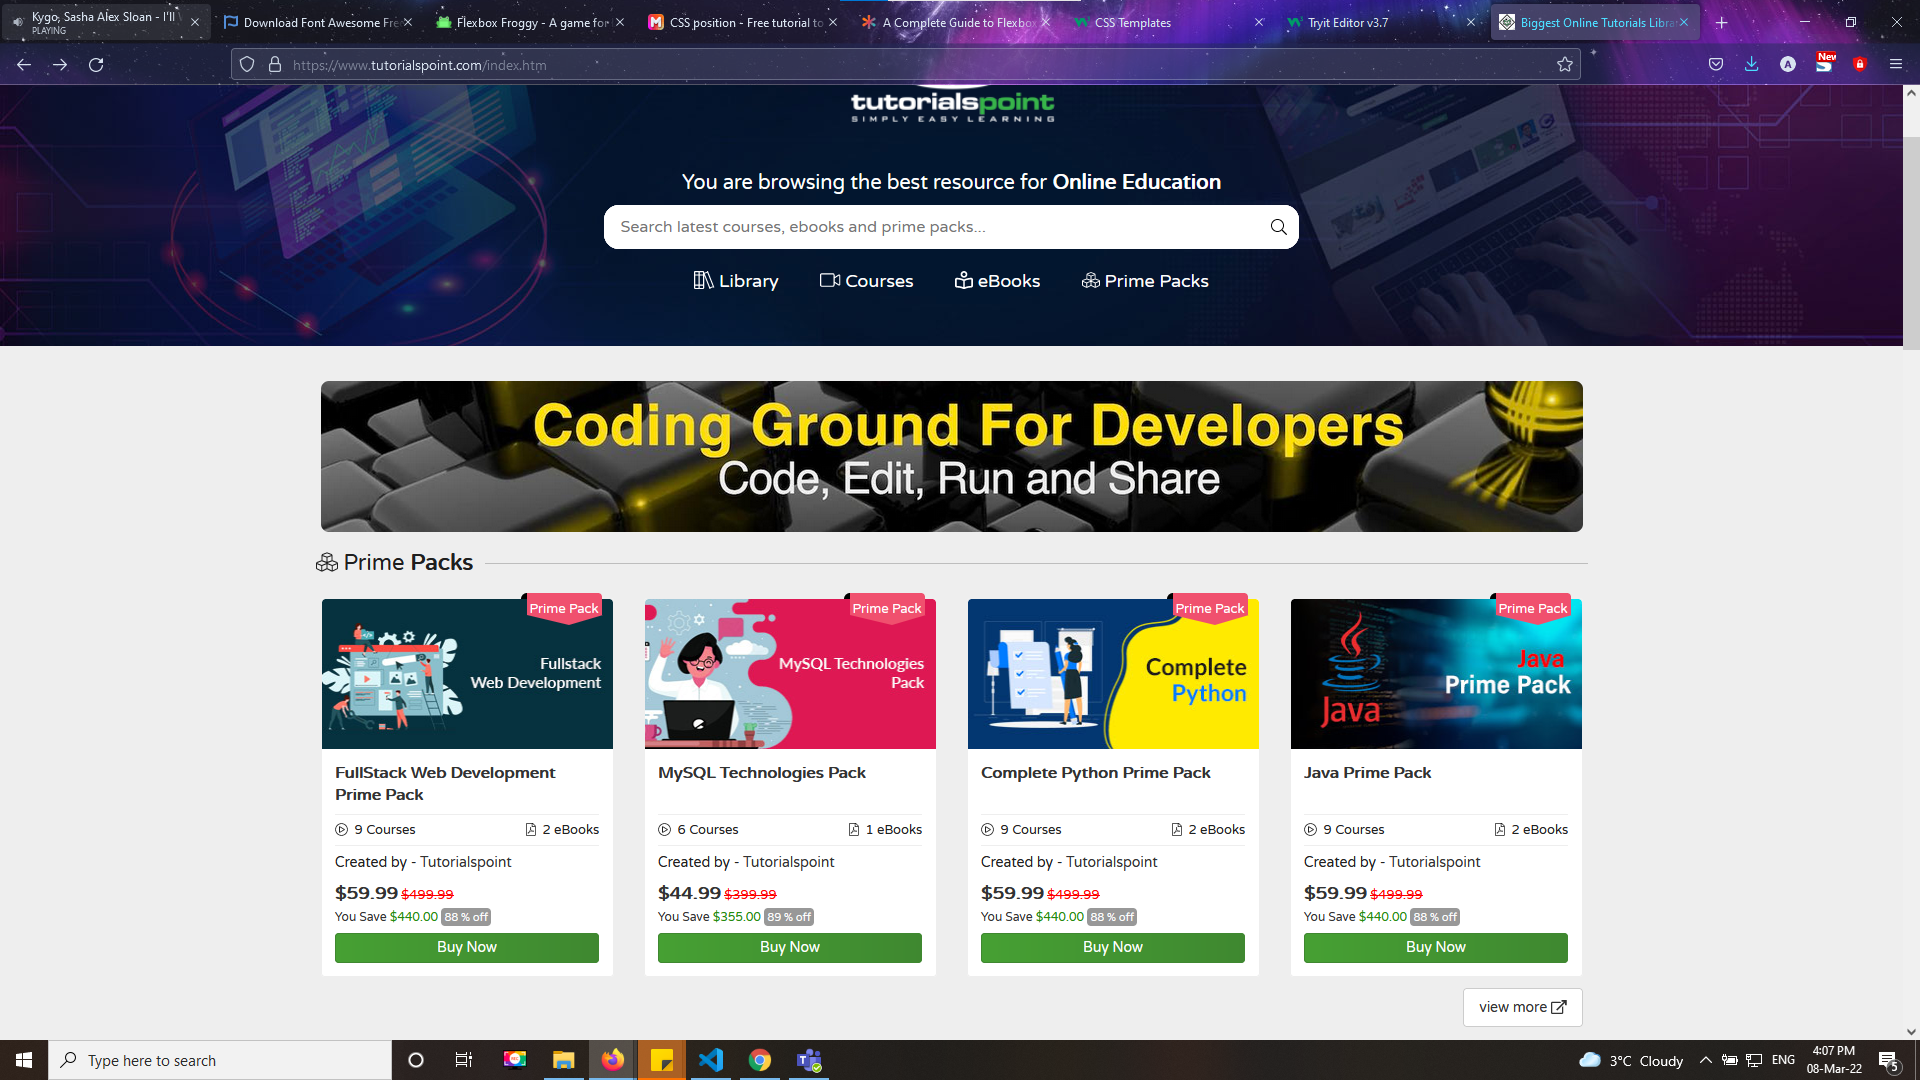 Kygo, Sasha Alex Sloan - I'll
PLAYING
Download Font Awesome Fre
Flexbox Froggy - A game for
CSS position - Free tutorial to
A Complete Guide to Flexbox
CSS Templates
Tryit Editor v3.7
Biggest Online Tutorials Libra
https://www.tutorialspoint.com/index.htm
New
tutorialspoint
SIMPLY EASY LEARNING
You are browsing the best resource for Online Education
Search latest courses, ebooks and prime packs...
Library
Courses
eBooks
Prime Packs
Coding Ground For Developers
Code, Edit, Run and Share
Prime Packs
Prime Pack
Fullstack
Web Development
FullStack Web Development
Prime Pack
9 Courses
2 eBooks
Created by - Tutorialspoint
$59.99 $499.99
You Save $440.00 88 % off
Buy Now
Prime Pack
MySQL Technologies
Pack
MySQL Technologies Pack
6 Courses
1 eBooks
Created by - Tutorialspoint
$44.99 $399.99
You Save $355.00 89 % off
Buy Now
Prime Pack
Complete
Python
Complete Python Prime Pack
9 Courses
2 eBooks
Created by - Tutorialspoint
$59.99 $499.99
You Save $440.00 88 % off
Buy Now
Prime Pack
Java
Java
Prime Pack
Java Prime Pack
9 Courses
2 eBooks
Created by - Tutorialspoint
$59.99 $499.99
You Save $440.00 88 % off
Buy Now
view more
Type here to search
3°C Cloudy
ENG
4:07 PM
08-Mar-22
5